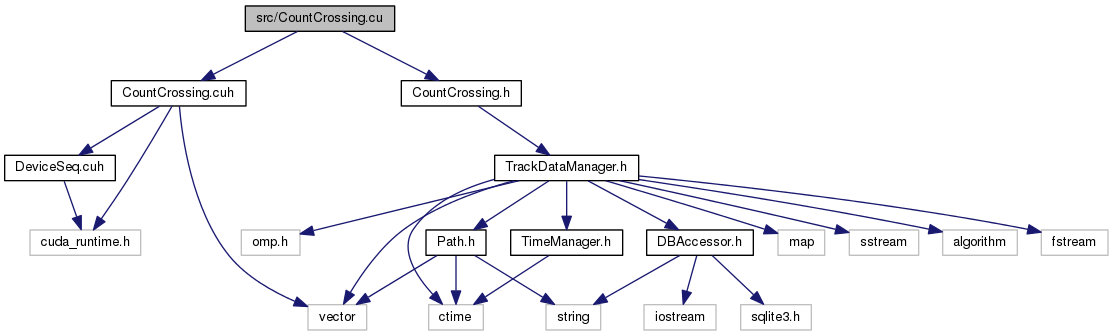 src/CountCrossing.cu
CountCrossing.cuh
CountCrossing.h
DeviceSeq.cuh
TrackDataManager.h
cuda_runtime.h
omp.h
Path.h
TimeManager.h
DBAccessor.h
map
sstream
algorithm
fstream
vector
ctime
string
iostream
sqlite3.h